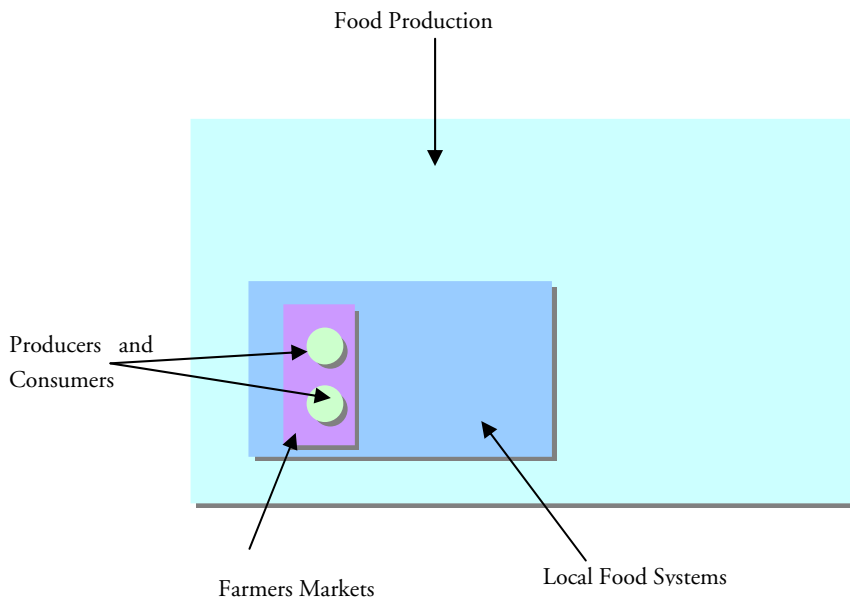 Food Production
Producers and
Consumers
Local Food Systems
Farmers Markets